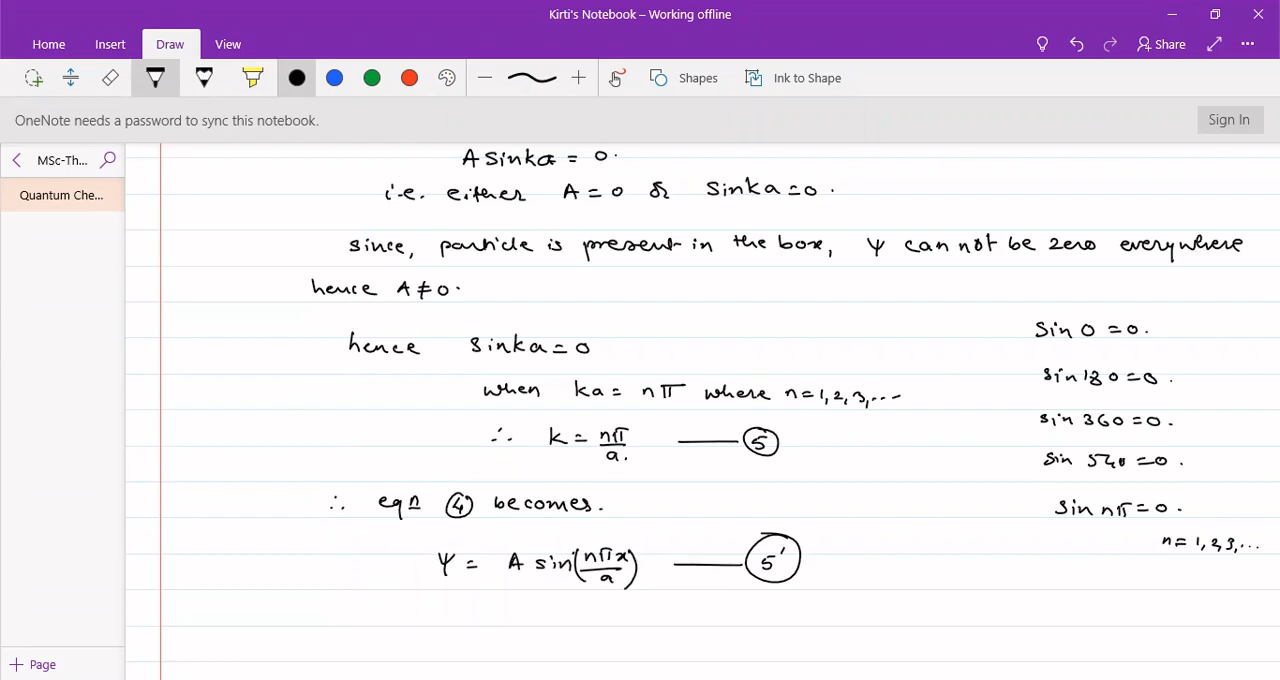 Kirti's Notebook – Working offline
Home Insert Draw View
Share
Shapes Ink to Shape
OneNote needs a password to sync this notebook. Sign In
MSc-Th...
Quantum Che...
A sinka = 0.
i.e. either A = 0 or sinka = 0.
since, particle is present in the box, ψ can not be zero everywhere
hence A ≠ 0.
hence sinka = 0
when ka = nπ where n = 1, 2, 3, ...
∴ k = nπ/a. —— ⑤
∴ eqn ④ becomes.
ψ = A sin(nπx/a) —— 5'
sin 0 = 0.
sin 180 = 0.
sin 360 = 0.
sin 540 = 0.
sin nπ = 0.
n = 1, 2, 3, ...
+ Page